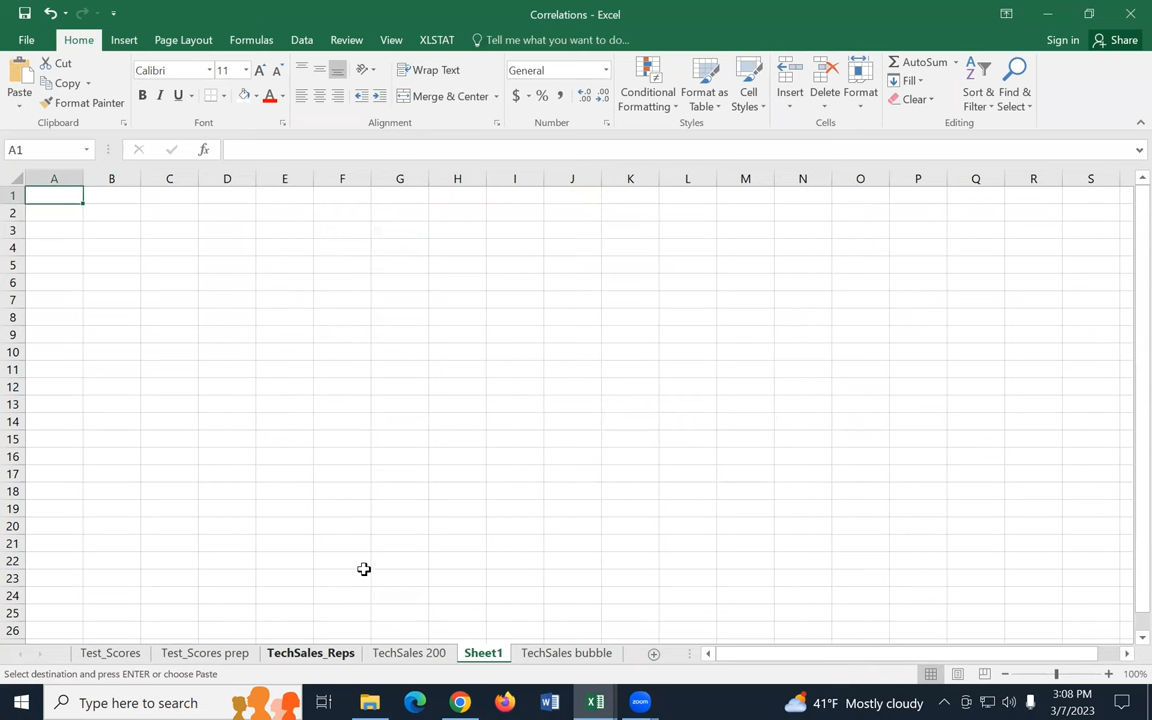 Correlations - Excel
File Home Insert Page Layout Formulas Data Review View XLSTAT Tell me what you want to do... Sign in Share
Cut
Copy
Format Painter
Paste
Clipboard
Calibri 11
B I U
Font
Wrap Text
Merge & Center
Alignment
General
$ % ,
Number
Conditional Formatting
Format as Table
Cell Styles
Styles
Insert Delete Format
Cells
AutoSum
Fill
Clear
Sort & Filter
Find & Select
Editing
A1 fx
A B C D E F G H I J K L M N O P Q R S
1
2
3
4
5
6
7
8
9
10
11
12
13
14
15
16
17
18
19
20
21
22
23
24
25
26
Test_Scores Test_Scores prep TechSales_Reps TechSales 200 Sheet1 TechSales bubble
Select destination and press ENTER or choose Paste 100%
Type here to search zoom 41°F Mostly cloudy 3:08 PM
3/7/2023